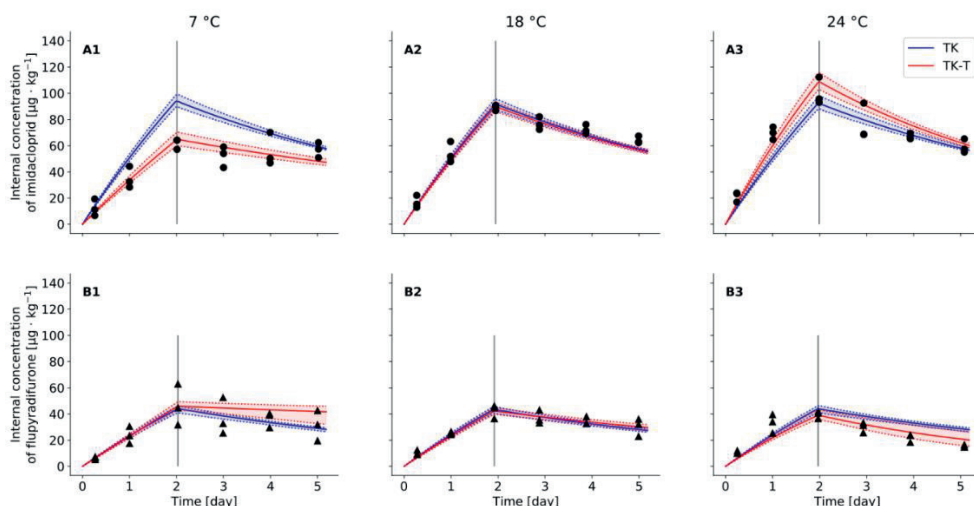 7 °C
18 °C
24 °C
Internal concentration
of imidacloprid [µg · kg⁻¹]
140
120
100
80
60
40
20
0
A1
A2
A3
TK
TK-T
Internal concentration
of flupyradifurone [µg · kg⁻¹]
140
120
100
80
60
40
20
0
B1
B2
B3
0 1 2 3 4 5
0 1 2 3 4 5
0 1 2 3 4 5
Time [day]
Time [day]
Time [day]